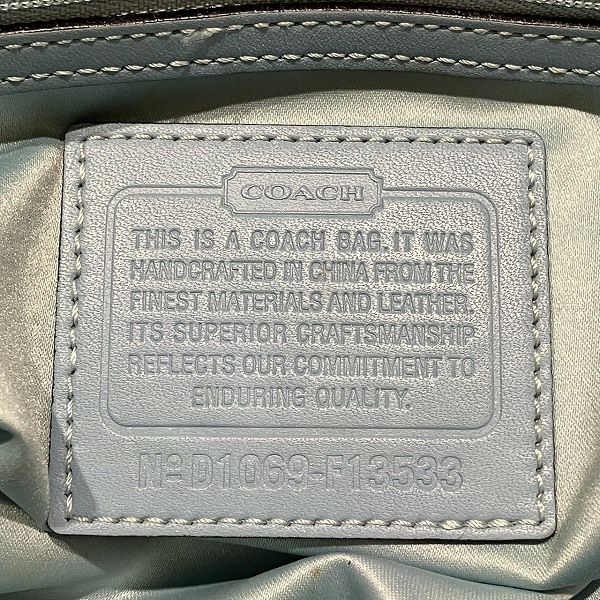 COACH
THIS IS A COACH BAG. IT WAS
HANDCRAFTED IN CHINA FROM THE
FINEST MATERIALS AND LEATHER.
ITS SUPERIOR CRAFTSMANSHIP
REFLECTS OUR COMMITMENT TO
ENDURING QUALITY.
Nº D1069-F13533